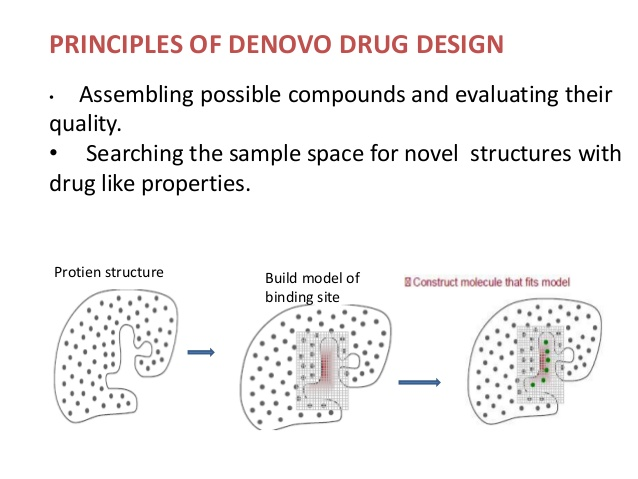 PRINCIPLES OF DENOVO DRUG DESIGN
• Assembling possible compounds and evaluating their
quality.
• Searching the sample space for novel structures with
drug like properties.
Protien structure
Build model of
binding site
Construct molecule that fits model